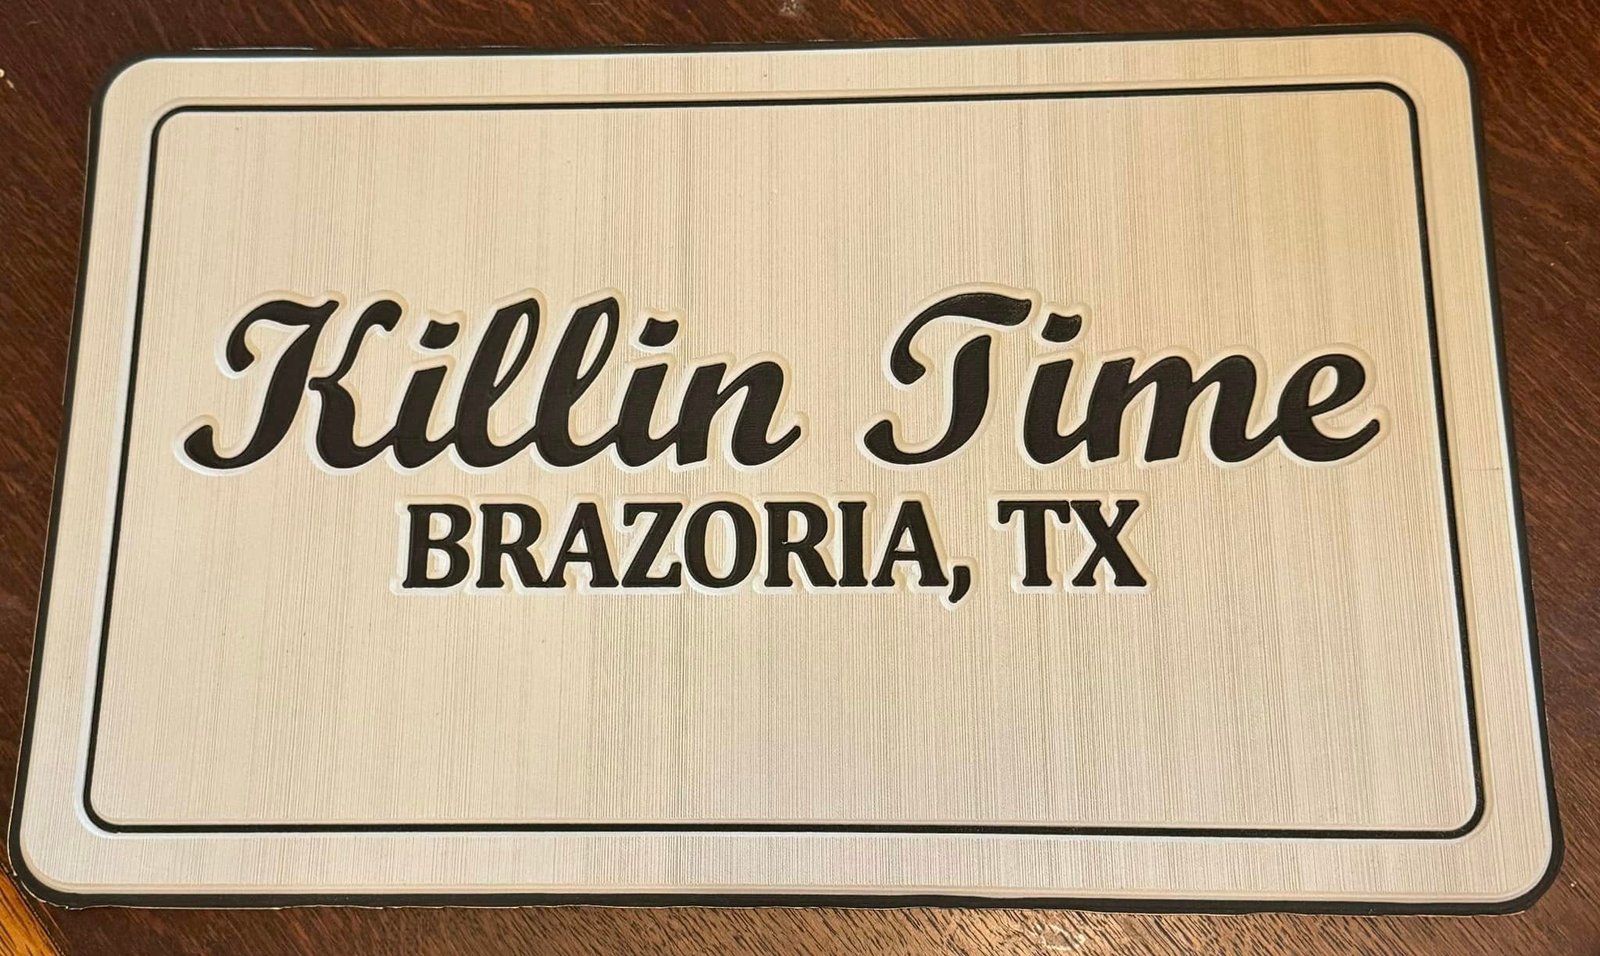 Killin Time
BRAZORIA, TX